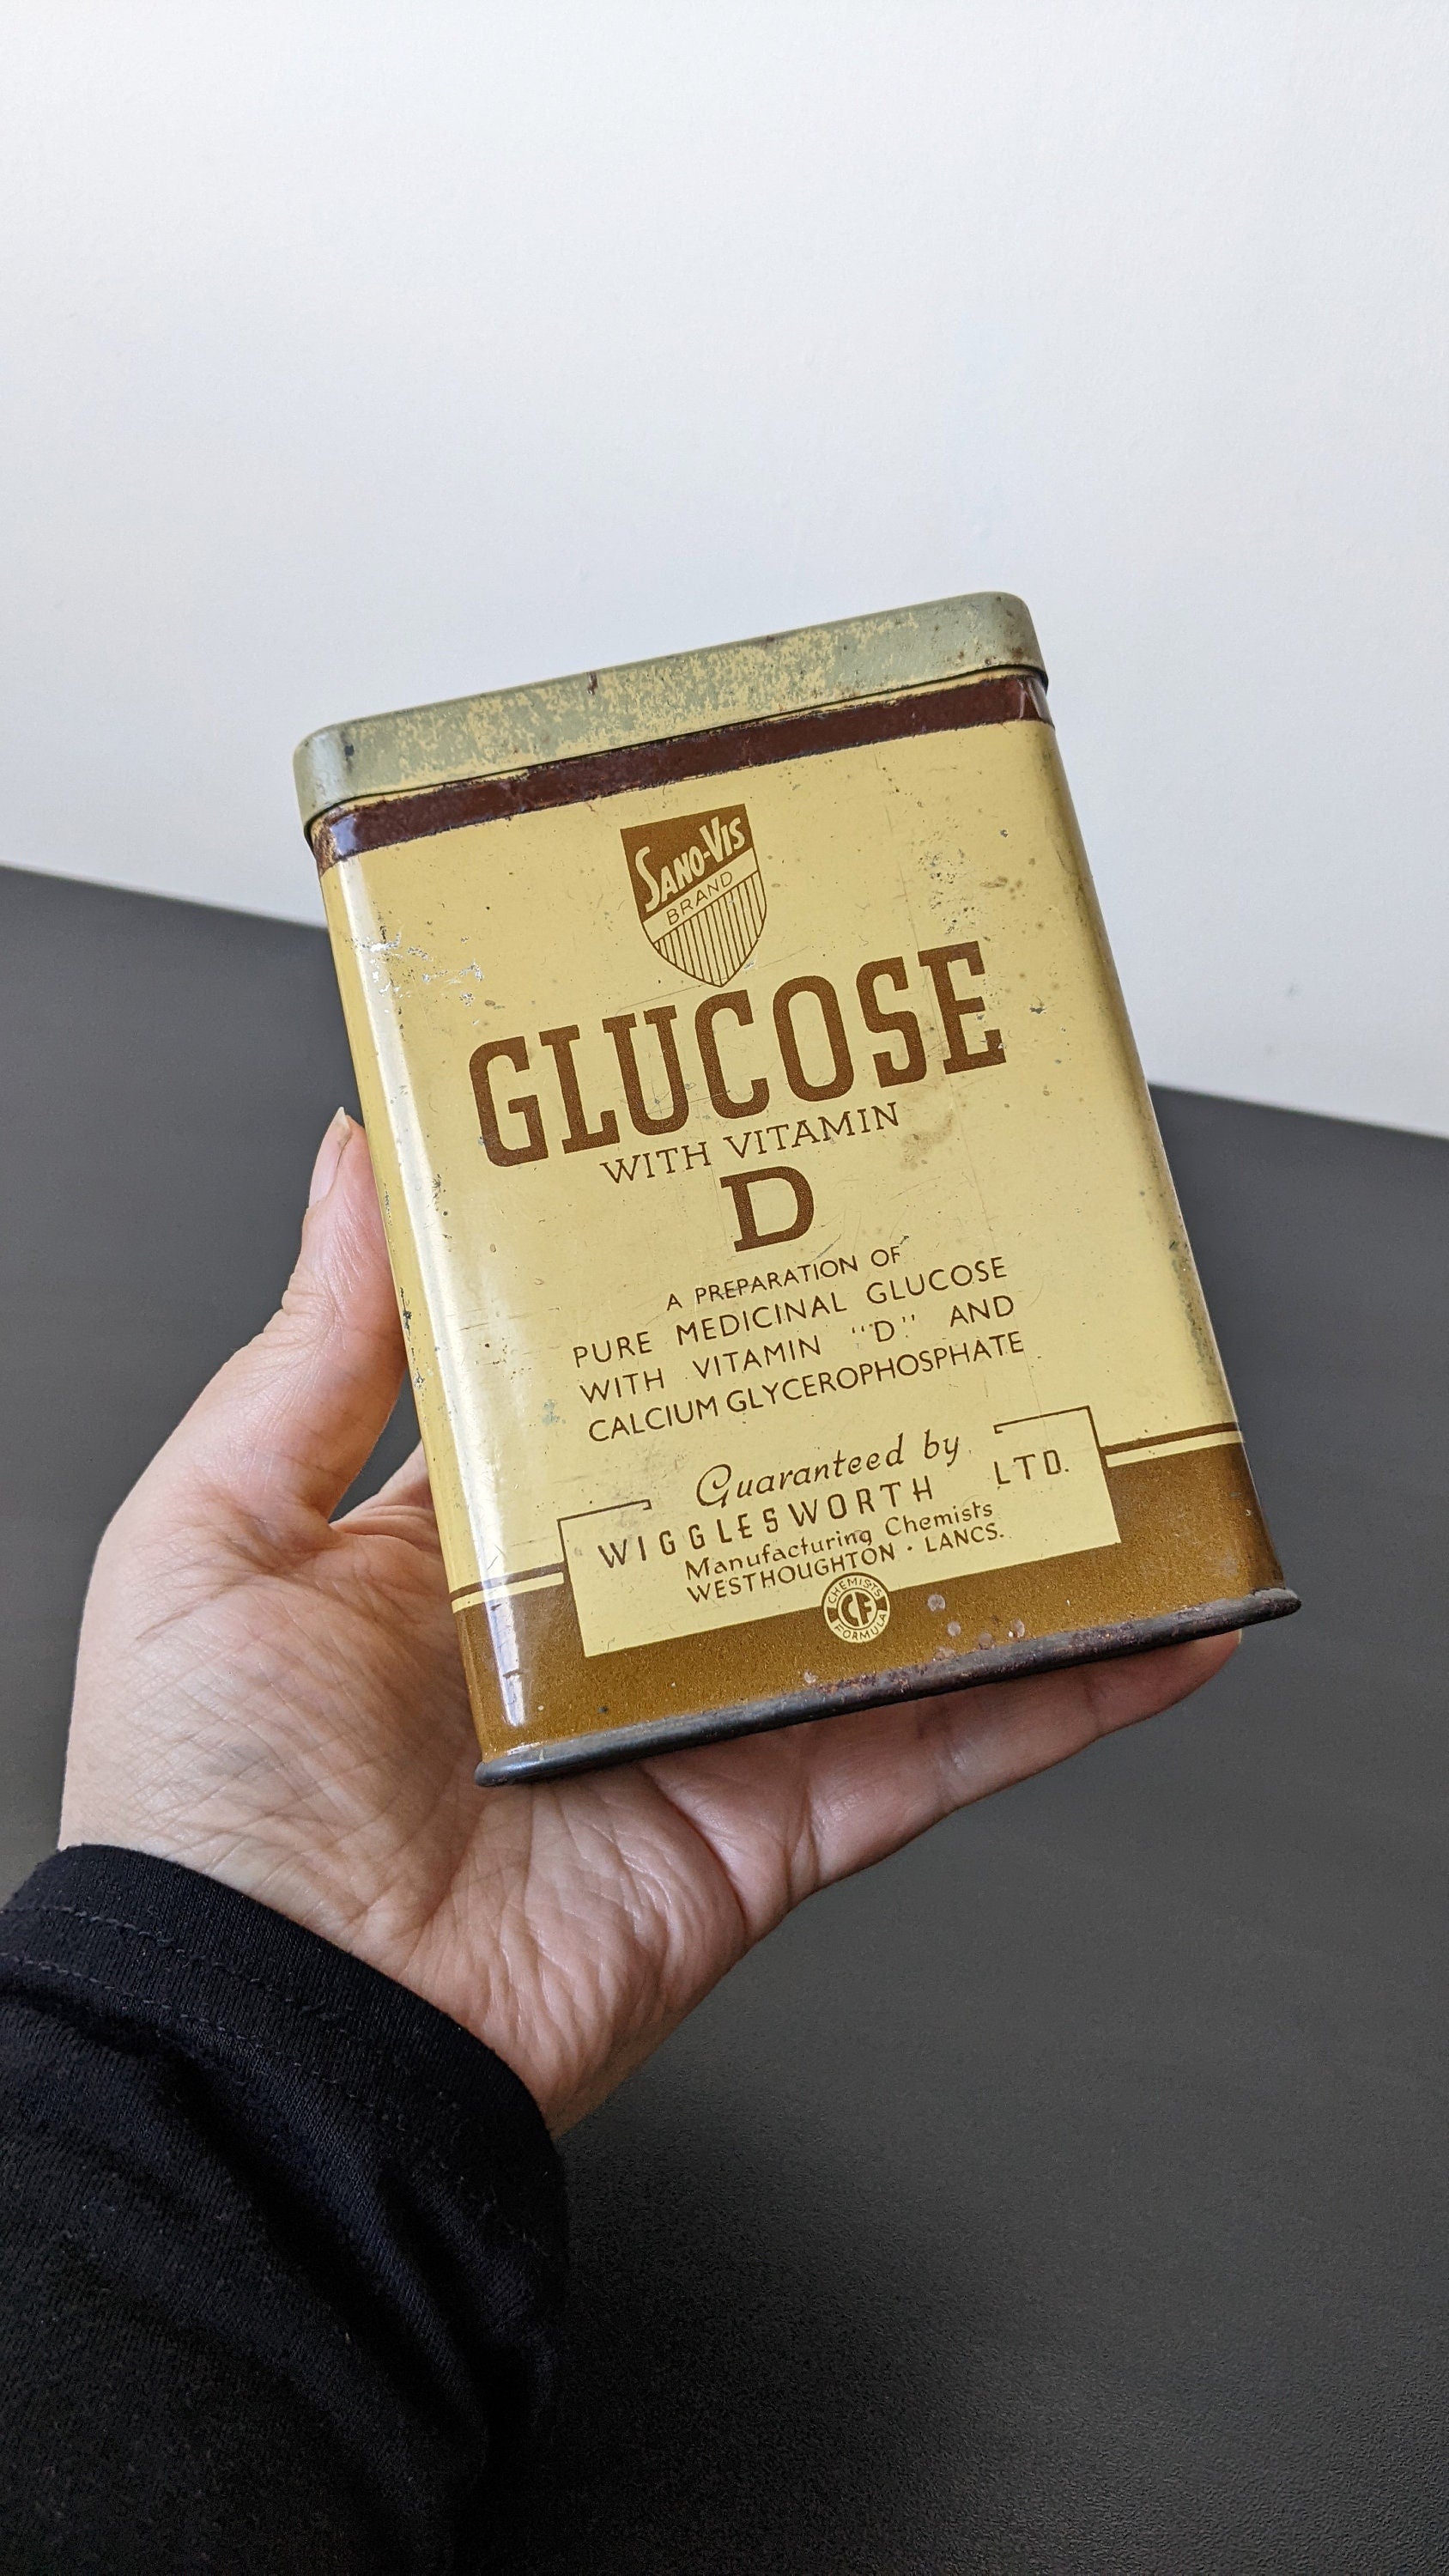 SANO-VIS
BRAND
GLUCOSE
WITH VITAMIN
D
A PREPARATION OF
PURE MEDICINAL GLUCOSE
WITH VITAMIN "D" AND
CALCIUM GLYCEROPHOSPHATE
Guaranteed by
WIGGLESWORTH LTD.
Manufacturing Chemists
WESTHOUGHTON · LANCS.
CHEMISTS
CF
FORMULA